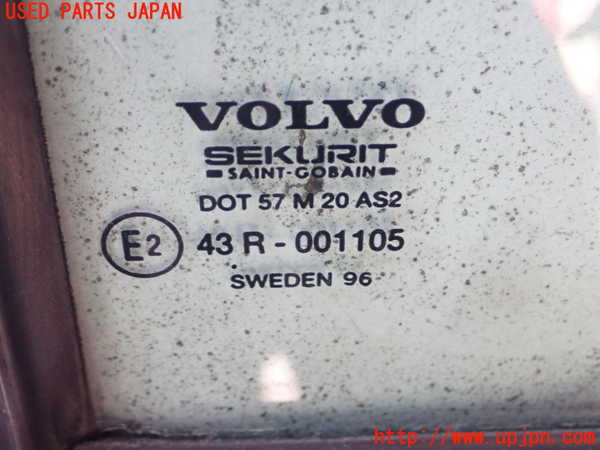 USED PARTS JAPAN
VOLVO
SEKURIT
SAINT-GOBAIN
DOT 57 M 20 AS2
E2 43 R - 001105
SWEDEN 96
http://www.upjpn.com/